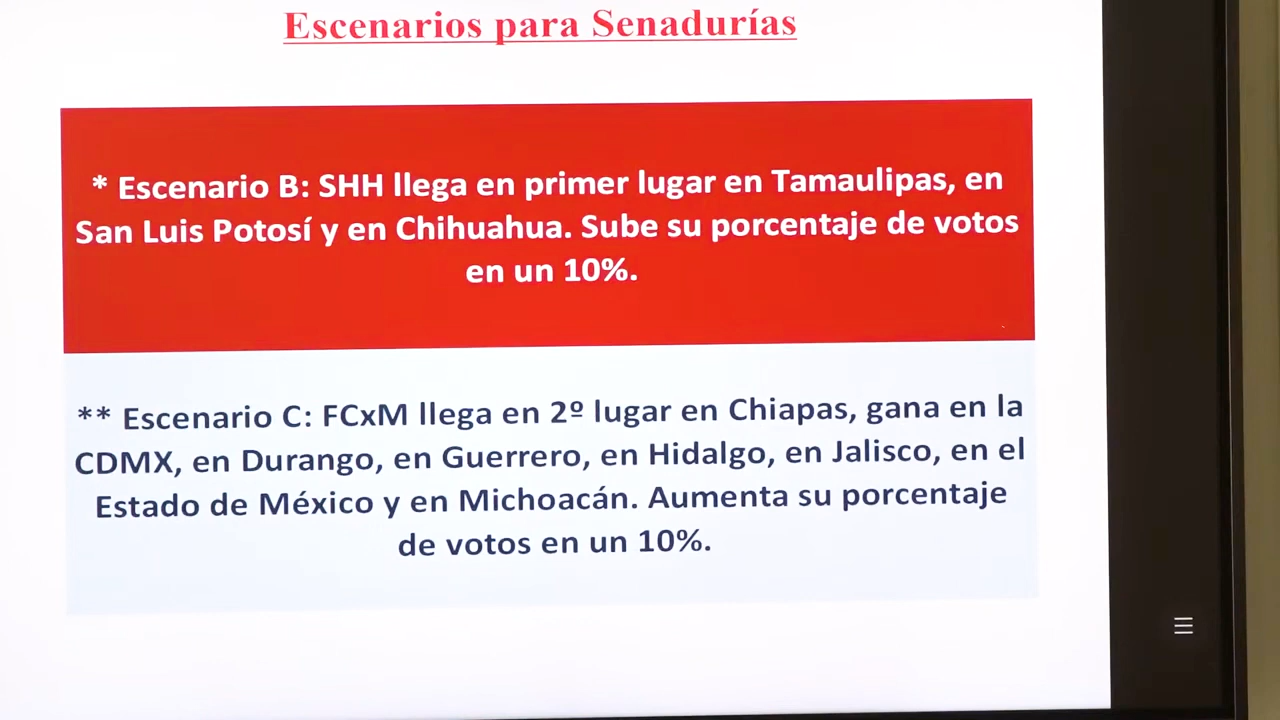 Escenarios para Senadurías
* Escenario B: SHH llega en primer lugar en Tamaulipas, en
San Luis Potosí y en Chihuahua. Sube su porcentaje de votos
en un 10%.
** Escenario C: FCxM llega en 2º lugar en Chiapas, gana en la
CDMX, en Durango, en Guerrero, en Hidalgo, en Jalisco, en el
Estado de México y en Michoacán. Aumenta su porcentaje
de votos en un 10%.